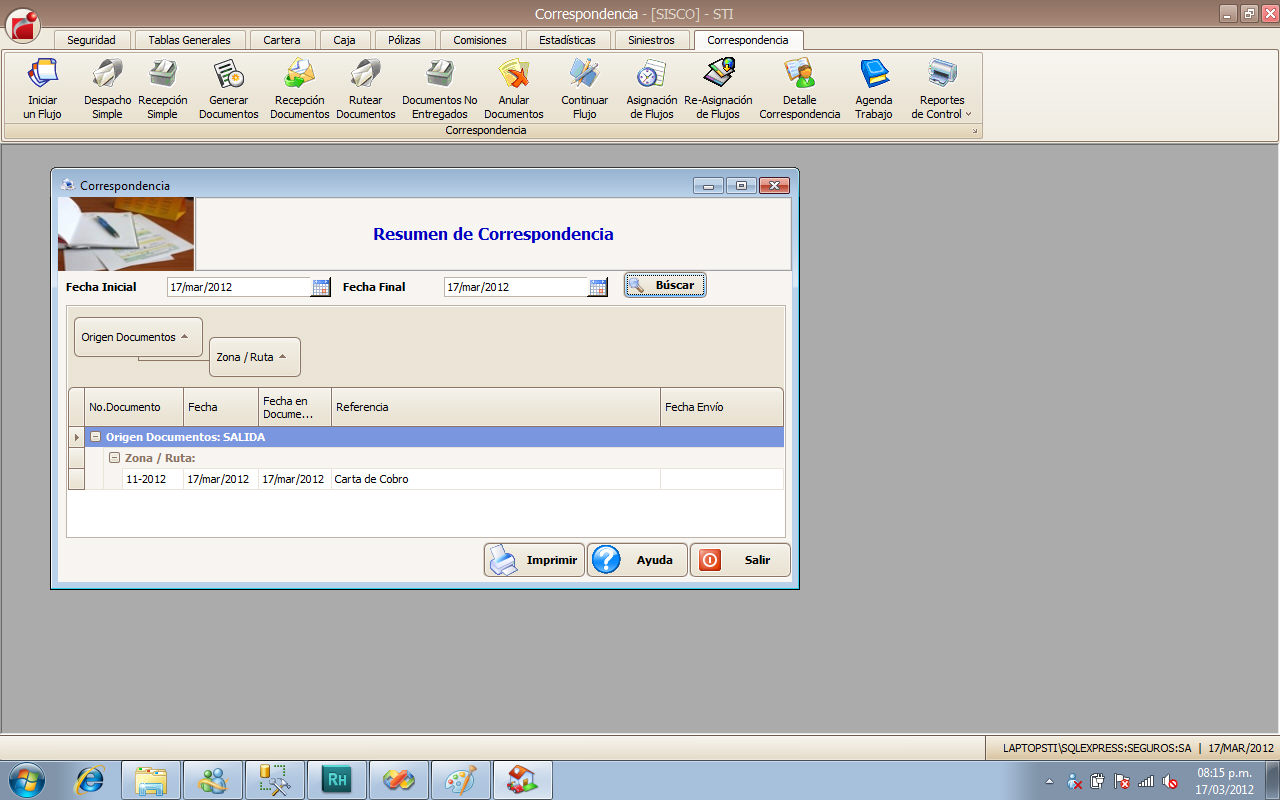 Correspondencia - [SISCO] - STI
Seguridad
Tablas Generales
Cartera
Caja
Pólizas
Comisiones
Estadísticas
Siniestros
Correspondencia
Iniciar
un Flujo
Despacho
Simple
Recepción
Simple
Generar
Documentos
Recepción
Documentos
Rutear
Documentos
Documentos No
Entregados
Anular
Documentos
Continuar
Flujo
Asignación
de Flujos
Re-Asignación
de Flujos
Detalle
Correspondencia
Agenda
Trabajo
Reportes
de Control
Correspondencia
Correspondencia
Resumen de Correspondencia
Fecha Inicial
17/mar/2012
Fecha Final
17/mar/2012
Búscar
Origen Documentos
Zona / Ruta
No.Documento
Fecha
Fecha en
Docume...
Referencia
Fecha Envío
Origen Documentos: SALIDA
Zona / Ruta:
11-2012
17/mar/2012
17/mar/2012
Carta de Cobro
Imprimir
Ayuda
Salir
LAPTOPSTI\SQLEXPRESS:SEGUROS:SA | 17/MAR/2012
Rh
08:15 p.m.
17/03/2012